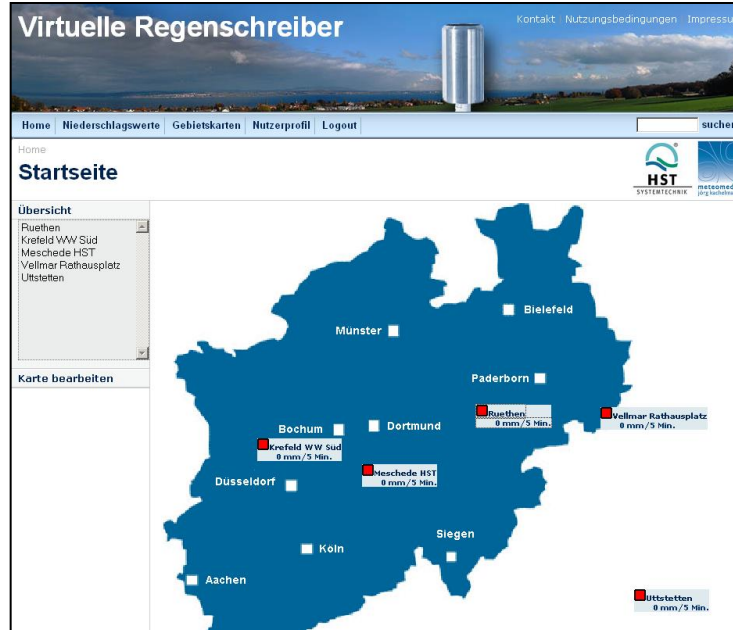 Virtuelle Regenschreiber
Kontakt Nutzungsbedingungen Impressu
Home Niederschlagswerte Gebietskarten Nutzerprofil Logout
suchen
Home
Startseite
HST
SYSTEMTECHNIK
meteomed
Übersicht
Ruethen
Krefeld WW Süd
Meschede HST
Vellmar Rathausplatz
Uttstetten
Karte bearbeiten
Bielefeld
Münster
Paderborn
Ruethen
0 mm/5 Min.
Vellmar Rathausplatz
0 mm/5 Min.
Bochum
Dortmund
Krefeld WW Süd
0 mm/5 Min.
Meschede HST
0 mm/5 Min.
Düsseldorf
Siegen
Köln
Aachen
Uttstetten
0 mm/5 Min.